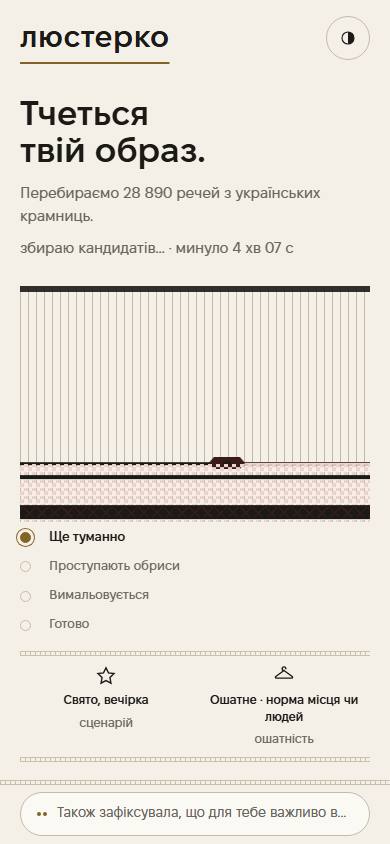 люстерко
Тчеться
твій образ.
Перебираємо 28 890 речей з українських
крамниць.
збираю кандидатів... · минуло 4 хв 07 с
Ще туманно
Проступають обриси
Вимальовується
Готово
Свято, вечірка
сценарій
Ошатне · норма місця чи
людей
ошатність
Також зафіксувала, що для тебе важливо в...